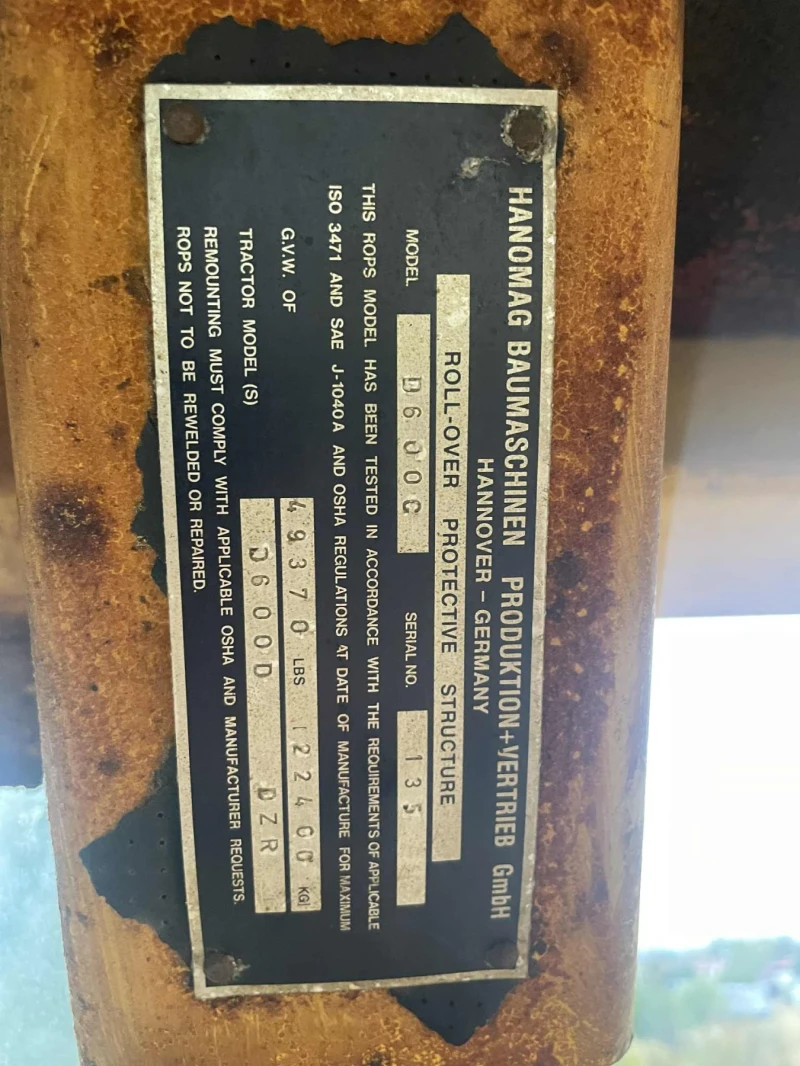 HANOMAG BAUMASCHINEN PRODUKTION+VERTRIEB GmbH
HANNOVER – GERMANY
ROLL-OVER PROTECTIVE STRUCTURE
MODEL D600C SERIAL NO. 135
THIS ROPS MODEL HAS BEEN TESTED IN ACCORDANCE WITH THE REQUIREMENTS OF APPLICABLE
ISO 3471 AND SAE J-1040A AND OSHA REGULATIONS AT DATE OF MANUFACTURE FOR MAXIMUM
G.V.W. OF 49370 LBS 22400 KG
TRACTOR MODEL (S) D600D DZR
REMOUNTING MUST COMPLY WITH APPLICABLE OSHA AND MANUFACTURER REQUESTS.
ROPS NOT TO BE REWELDED OR REPAIRED.